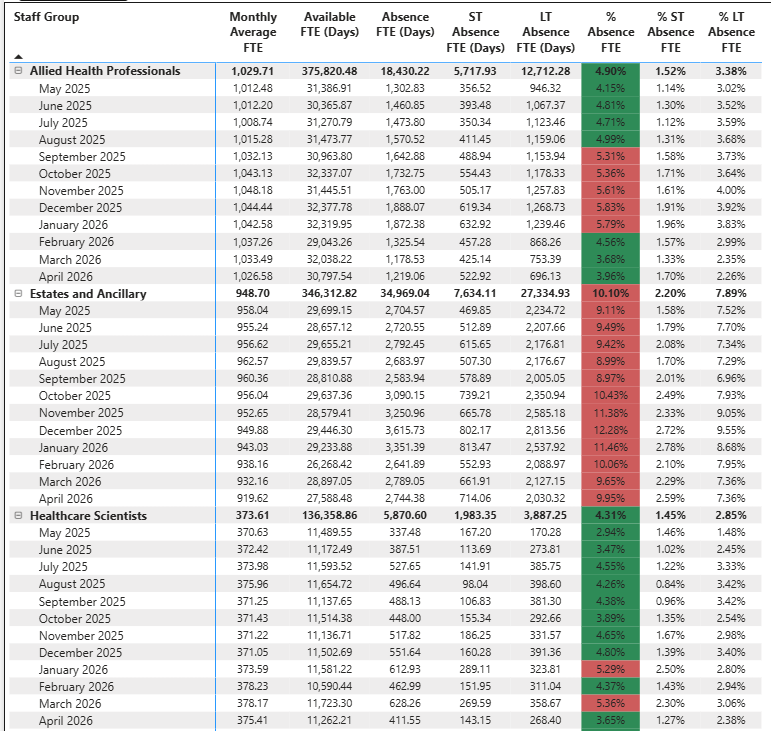 Staff Group Monthly Average FTE Available FTE (Days) Absence FTE (Days) ST Absence FTE (Days) LT Absence FTE (Days) % Absence FTE % ST Absence FTE % LT Absence FTE
Allied Health Professionals 1,029.71 375,820.48 18,430.22 5,717.93 12,712.28 4.90% 1.52% 3.38%
May 2025 1,012.48 31,386.91 1,302.83 356.52 946.32 4.15% 1.14% 3.02%
June 2025 1,012.20 30,365.87 1,460.85 393.48 1,067.37 4.81% 1.30% 3.52%
July 2025 1,008.74 31,270.79 1,473.80 350.34 1,123.46 4.71% 1.12% 3.59%
August 2025 1,015.28 31,473.77 1,570.52 411.45 1,159.06 4.99% 1.31% 3.68%
September 2025 1,032.13 30,963.80 1,642.88 488.94 1,153.94 5.31% 1.58% 3.73%
October 2025 1,043.13 32,337.07 1,732.75 554.43 1,178.33 5.36% 1.71% 3.64%
November 2025 1,048.18 31,445.51 1,763.00 505.17 1,257.83 5.61% 1.61% 4.00%
December 2025 1,044.44 32,377.78 1,888.07 619.34 1,268.73 5.83% 1.91% 3.92%
January 2026 1,042.58 32,319.95 1,872.38 632.92 1,239.46 5.79% 1.96% 3.83%
February 2026 1,037.26 29,043.26 1,325.54 457.28 868.26 4.56% 1.57% 2.99%
March 2026 1,033.49 32,038.22 1,178.53 425.14 753.39 3.68% 1.33% 2.35%
April 2026 1,026.58 30,797.54 1,219.06 522.92 696.13 3.96% 1.70% 2.26%
Estates and Ancillary 948.70 346,312.82 34,969.04 7,634.11 27,334.93 10.10% 2.20% 7.89%
May 2025 958.04 29,699.15 2,704.57 469.85 2,234.72 9.11% 1.58% 7.52%
June 2025 955.24 28,657.12 2,720.55 512.89 2,207.66 9.49% 1.79% 7.70%
July 2025 956.62 29,655.21 2,792.45 615.65 2,176.81 9.42% 2.08% 7.34%
August 2025 962.57 29,839.57 2,683.97 507.30 2,176.67 8.99% 1.70% 7.29%
September 2025 960.36 28,810.88 2,583.94 578.89 2,005.05 8.97% 2.01% 6.96%
October 2025 956.04 29,637.36 3,090.15 739.21 2,350.94 10.43% 2.49% 7.93%
November 2025 952.65 28,579.41 3,250.96 665.78 2,585.18 11.38% 2.33% 9.05%
December 2025 949.88 29,446.30 3,615.73 802.17 2,813.56 12.28% 2.72% 9.55%
January 2026 943.03 29,233.88 3,351.39 813.47 2,537.92 11.46% 2.78% 8.68%
February 2026 938.16 26,268.42 2,641.89 552.93 2,088.97 10.06% 2.10% 7.95%
March 2026 932.16 28,897.05 2,789.05 661.91 2,127.15 9.65% 2.29% 7.36%
April 2026 919.62 27,588.48 2,744.38 714.06 2,030.32 9.95% 2.59% 7.36%
Healthcare Scientists 373.61 136,358.86 5,870.60 1,983.35 3,887.25 4.31% 1.45% 2.85%
May 2025 370.63 11,489.55 337.48 167.20 170.28 2.94% 1.46% 1.48%
June 2025 372.42 11,172.49 387.51 113.69 273.81 3.47% 1.02% 2.45%
July 2025 373.98 11,593.52 527.65 141.91 385.75 4.55% 1.22% 3.33%
August 2025 375.96 11,654.72 496.64 98.04 398.60 4.26% 0.84% 3.42%
September 2025 371.25 11,137.65 488.13 106.83 381.30 4.38% 0.96% 3.42%
October 2025 371.43 11,514.38 448.00 155.34 292.66 3.89% 1.35% 2.54%
November 2025 371.22 11,136.71 517.82 186.25 331.57 4.65% 1.67% 2.98%
December 2025 371.05 11,502.69 551.64 160.28 391.36 4.80% 1.39% 3.40%
January 2026 373.59 11,581.22 612.93 289.11 323.81 5.29% 2.50% 2.80%
February 2026 378.23 10,590.44 462.99 151.95 311.04 4.37% 1.43% 2.94%
March 2026 378.17 11,723.30 628.26 269.59 358.67 5.36% 2.30% 3.06%
April 2026 375.41 11,262.21 411.55 143.15 268.40 3.65% 1.27% 2.38%